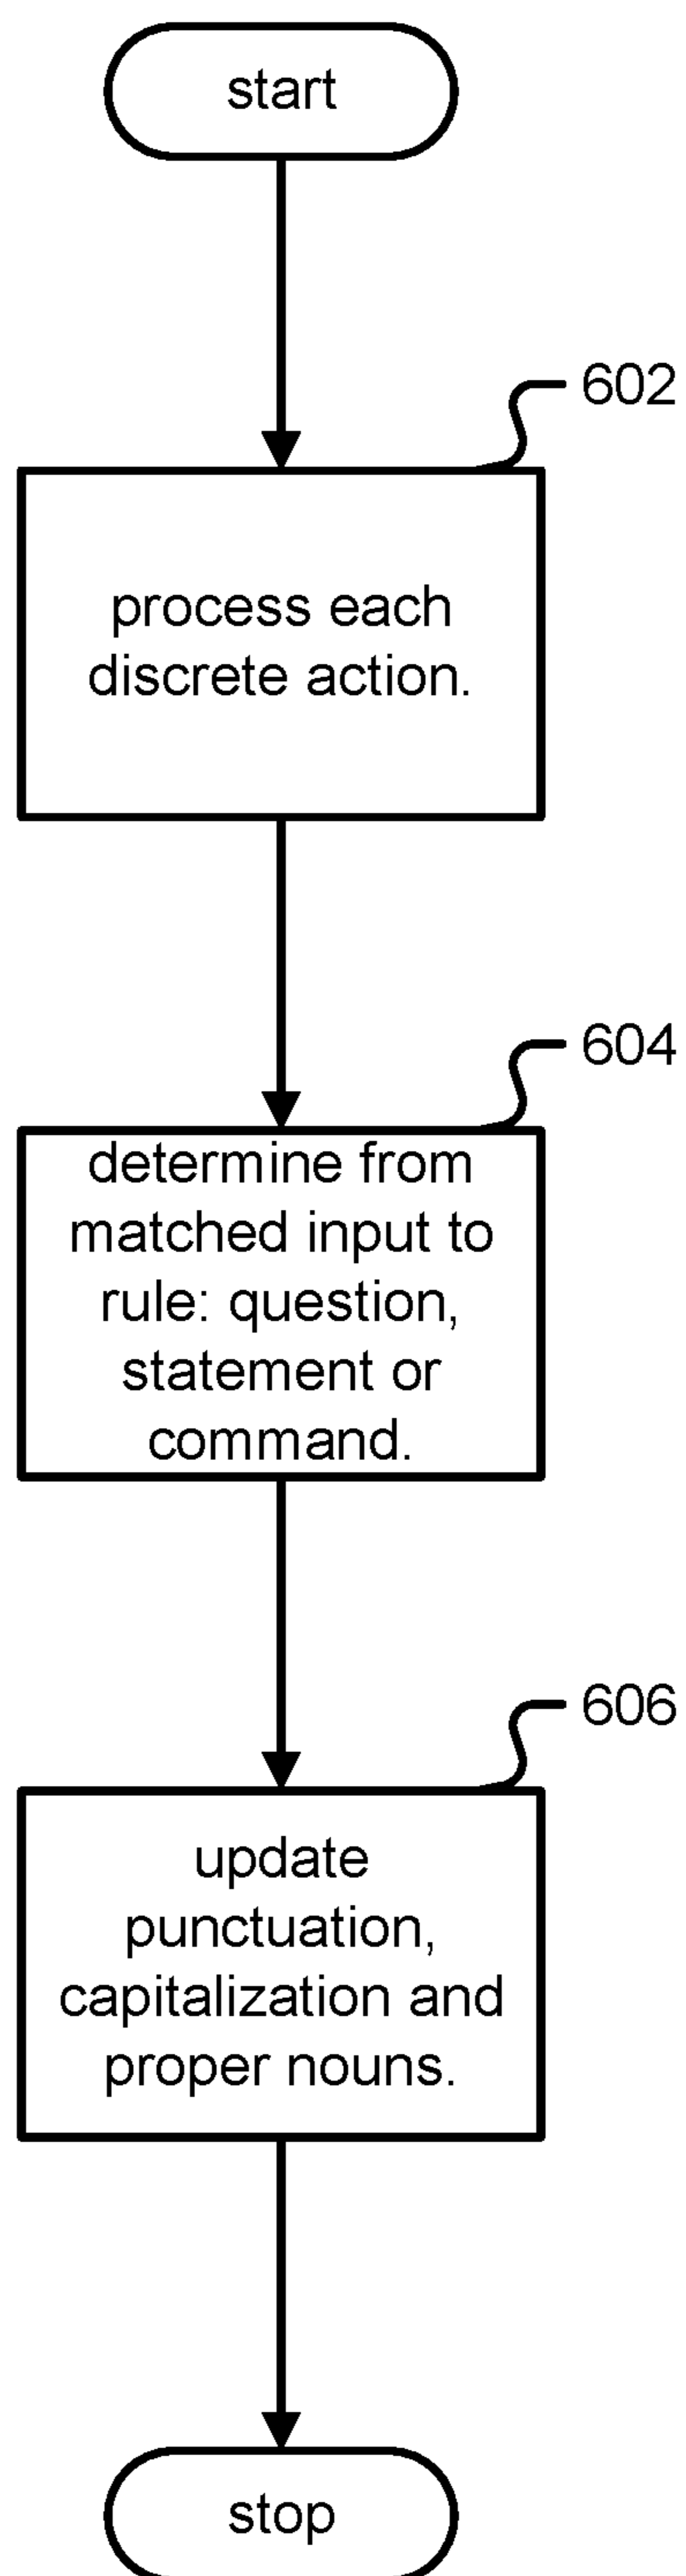 start
602
process each
discrete action.
604
determine from
matched input to
rule: question,
statement or
command.
606
update
punctuation,
capitalization and
proper nouns.
stop